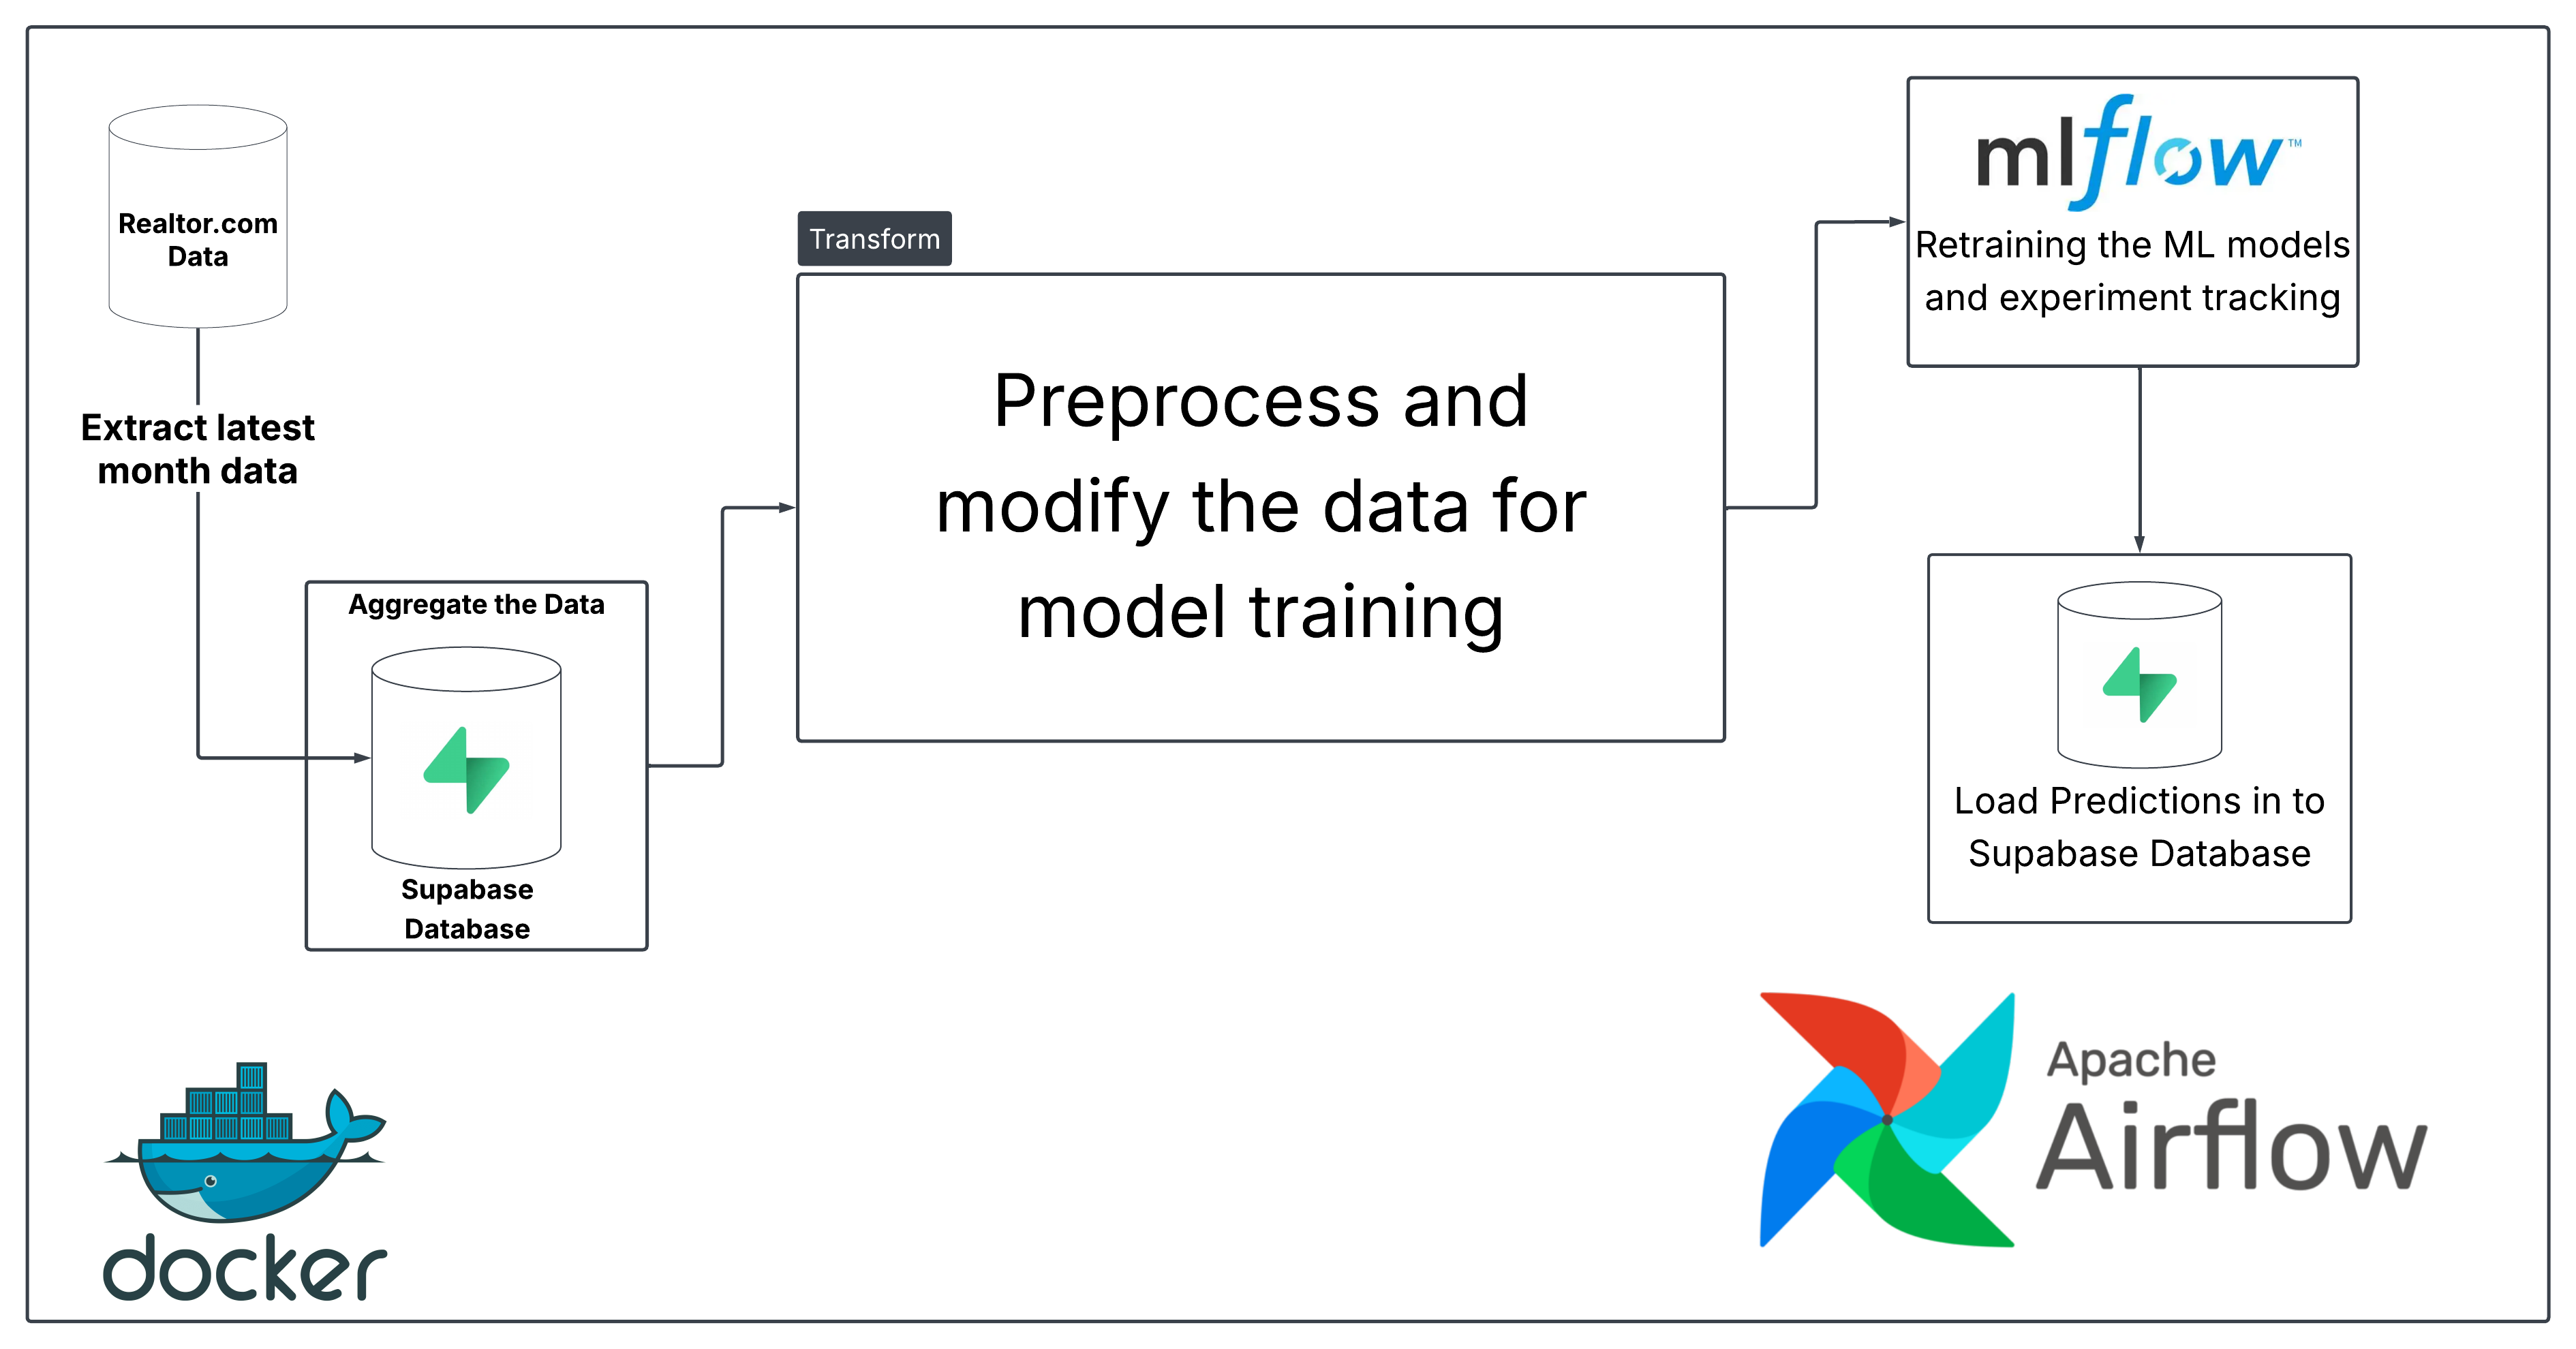 Realtor.com
Data
Extract latest
month data
Aggregate the Data
Supabase
Database
Transform
Preprocess and
modify the data for
model training
mlflow™
Retraining the ML models
and experiment tracking
Load Predictions in to
Supabase Database
docker
Apache
Airflow